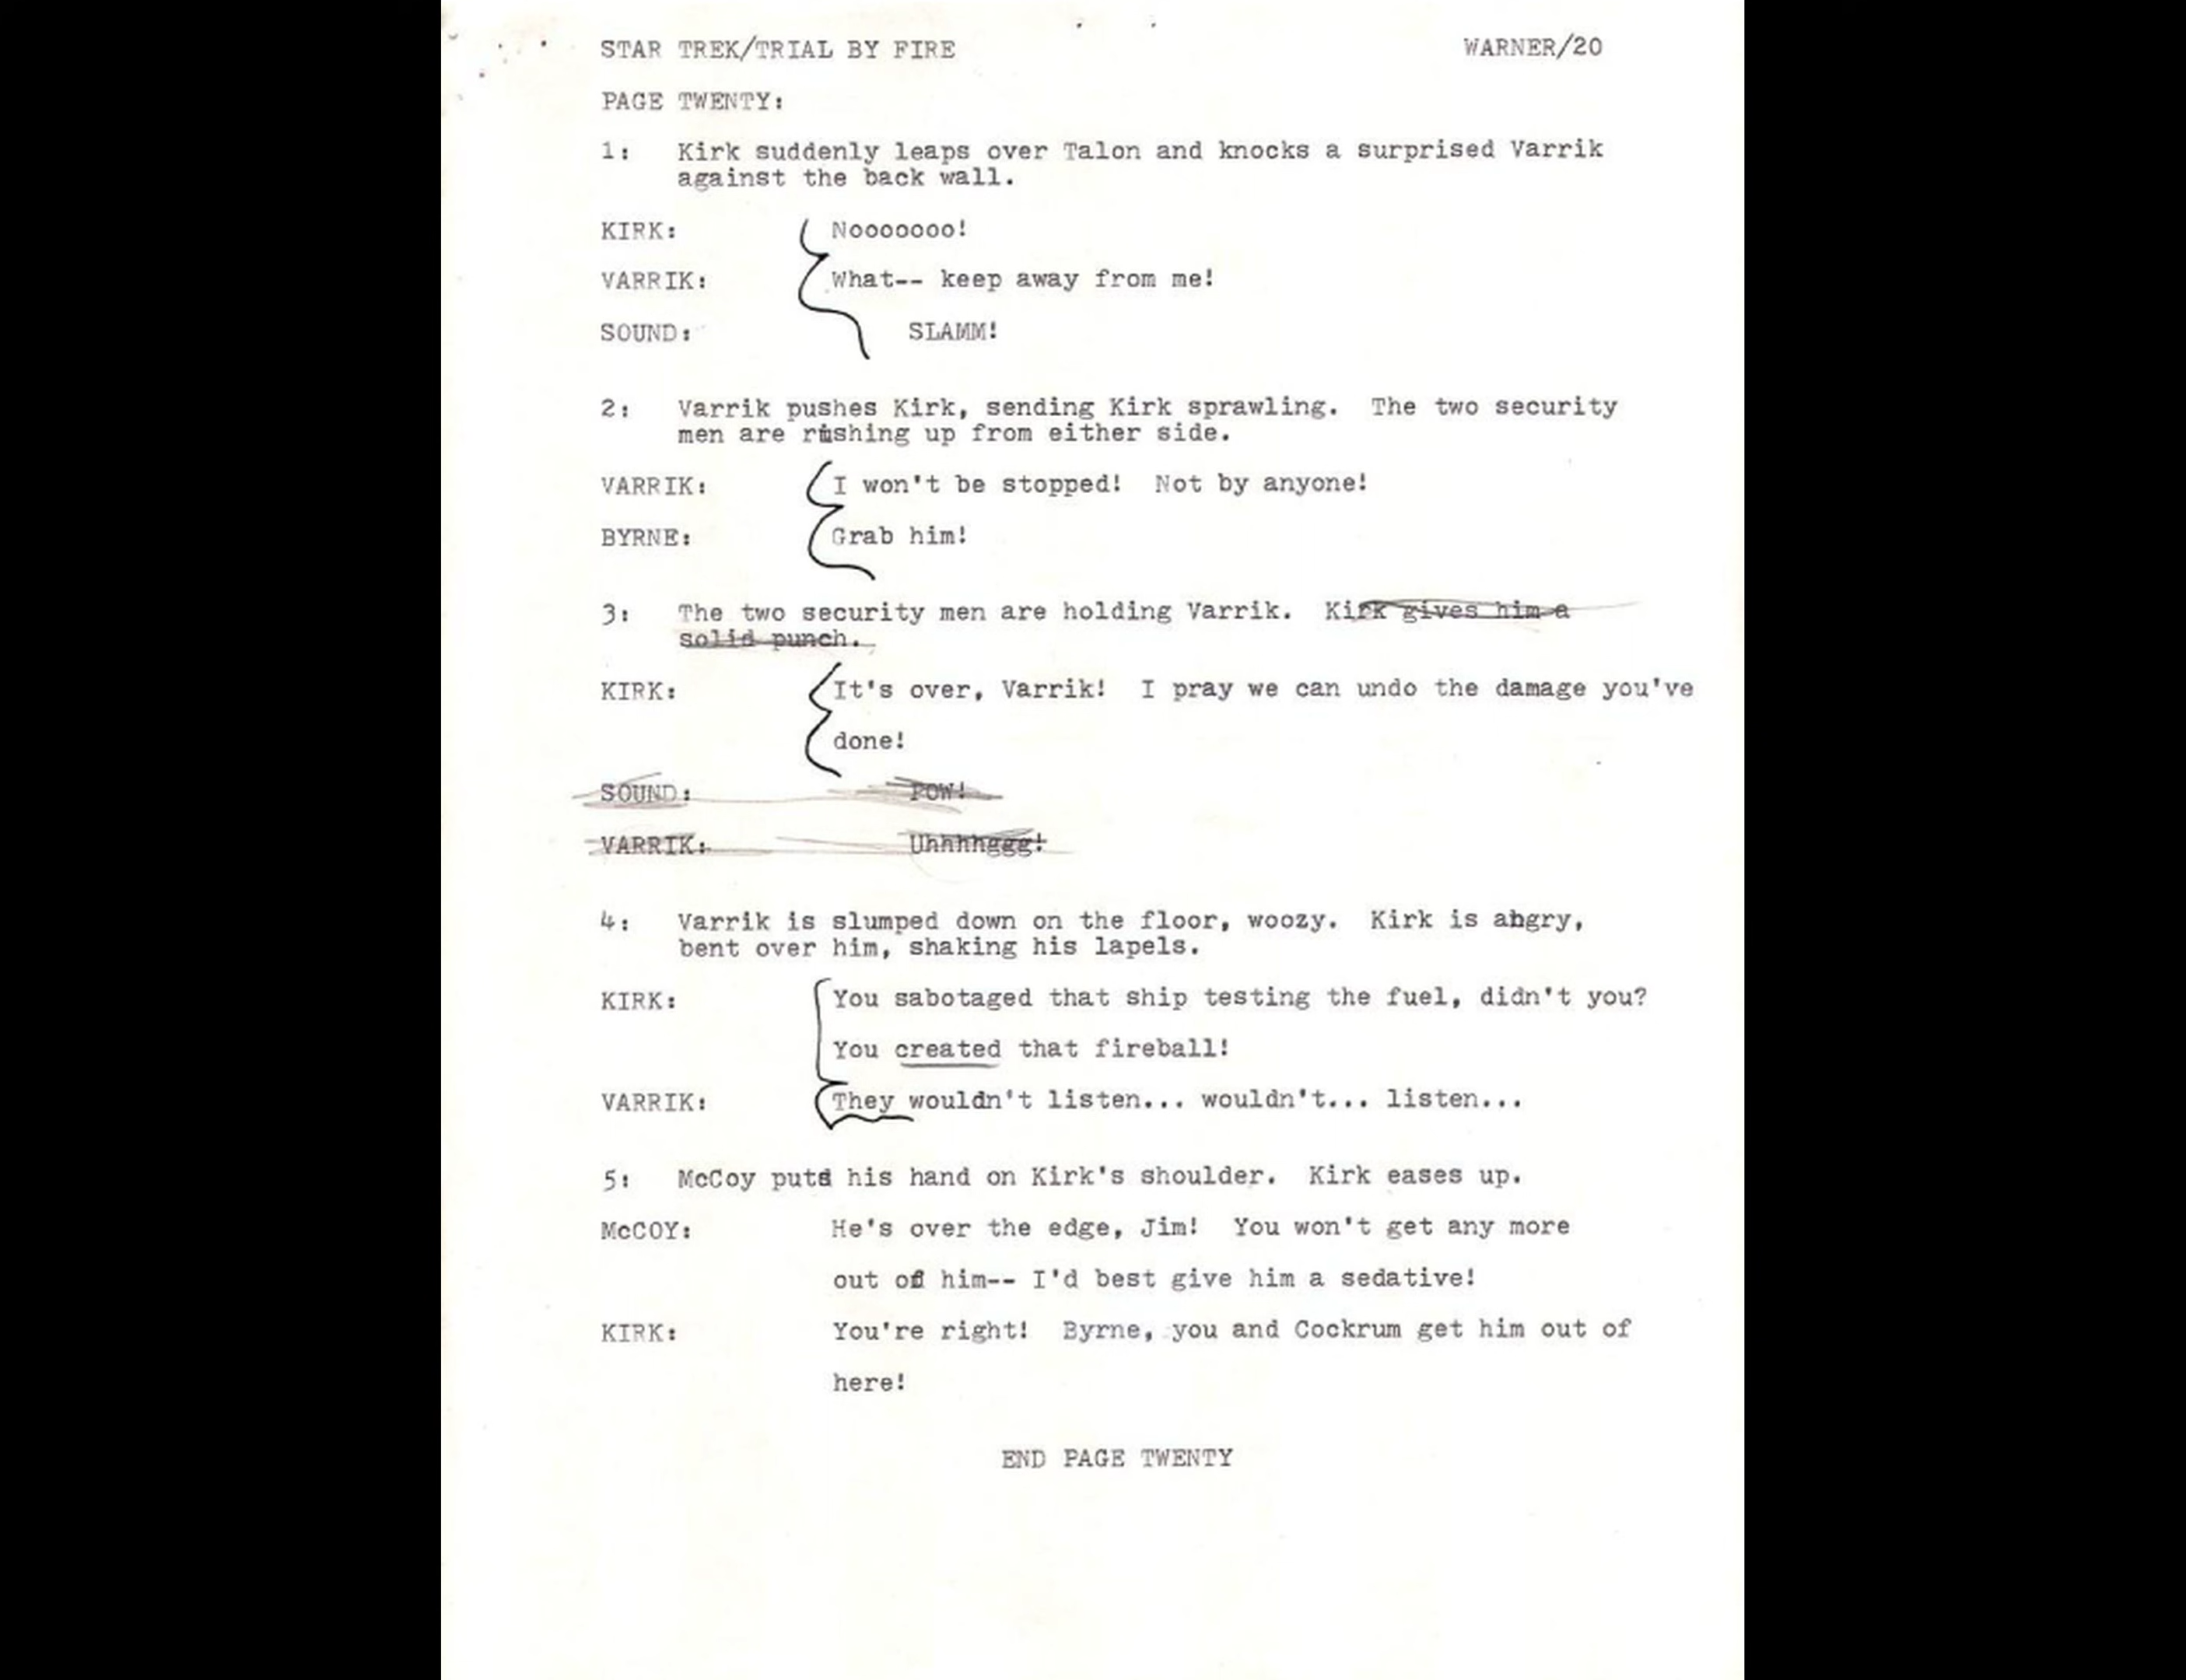 STAR TREK/TRIAL BY FIRE WARNER/20
PAGE TWENTY:
1: Kirk suddenly leaps over Talon and knocks a surprised Varrik
against the back wall.
KIRK: Nooooooo!
VARRIK: What-- keep away from me!
SOUND: SLAMM!
2: Varrik pushes Kirk, sending Kirk sprawling. The two security
men are rushing up from either side.
VARRIK: I won't be stopped! Not by anyone!
BYRNE: Grab him!
3: The two security men are holding Varrik. Kirk gives him a
solid punch.
KIRK: It's over, Varrik! I pray we can undo the damage you've
done!
SOUND: POW!
VARRIK: Uhhhhggg!
4: Varrik is slumped down on the floor, woozy. Kirk is angry,
bent over him, shaking his lapels.
KIRK: You sabotaged that ship testing the fuel, didn't you?
You created that fireball!
VARRIK: They wouldn't listen... wouldn't... listen...
5: McCoy puts his hand on Kirk's shoulder. Kirk eases up.
McCOY: He's over the edge, Jim! You won't get any more
out of him-- I'd best give him a sedative!
KIRK: You're right! Byrne, you and Cockrum get him out of
here!
END PAGE TWENTY